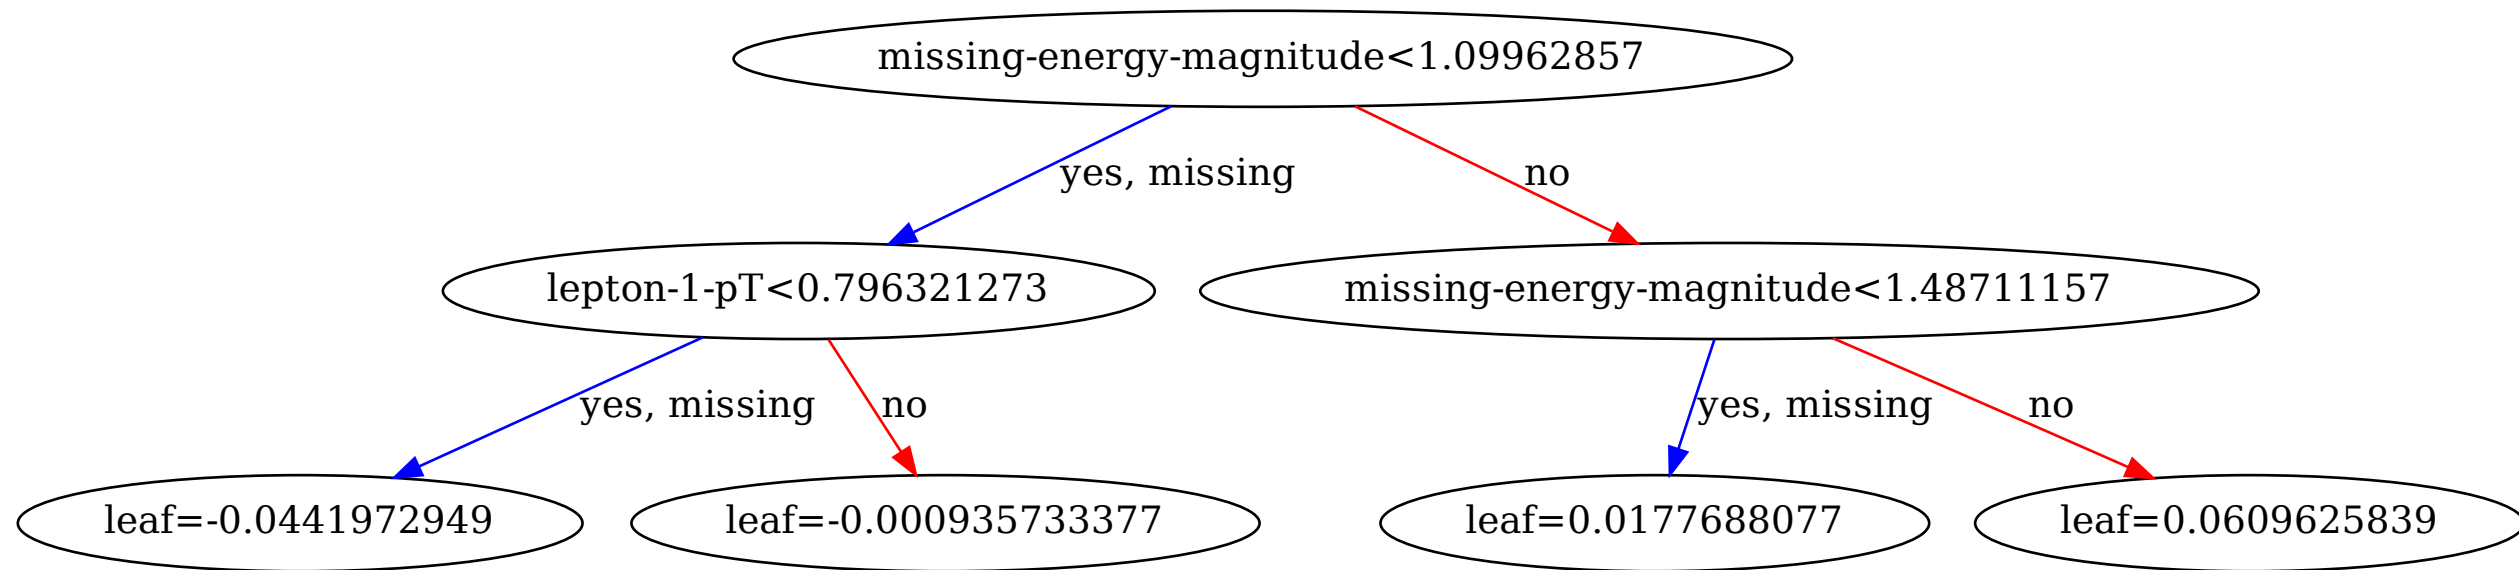 missing-energy-magnitude<1.09962857
yes, missing
no
lepton-1-pT<0.796321273
missing-energy-magnitude<1.48711157
yes, missing
no
yes, missing
no
leaf=-0.0441972949
leaf=-0.000935733377
leaf=0.0177688077
leaf=0.0609625839